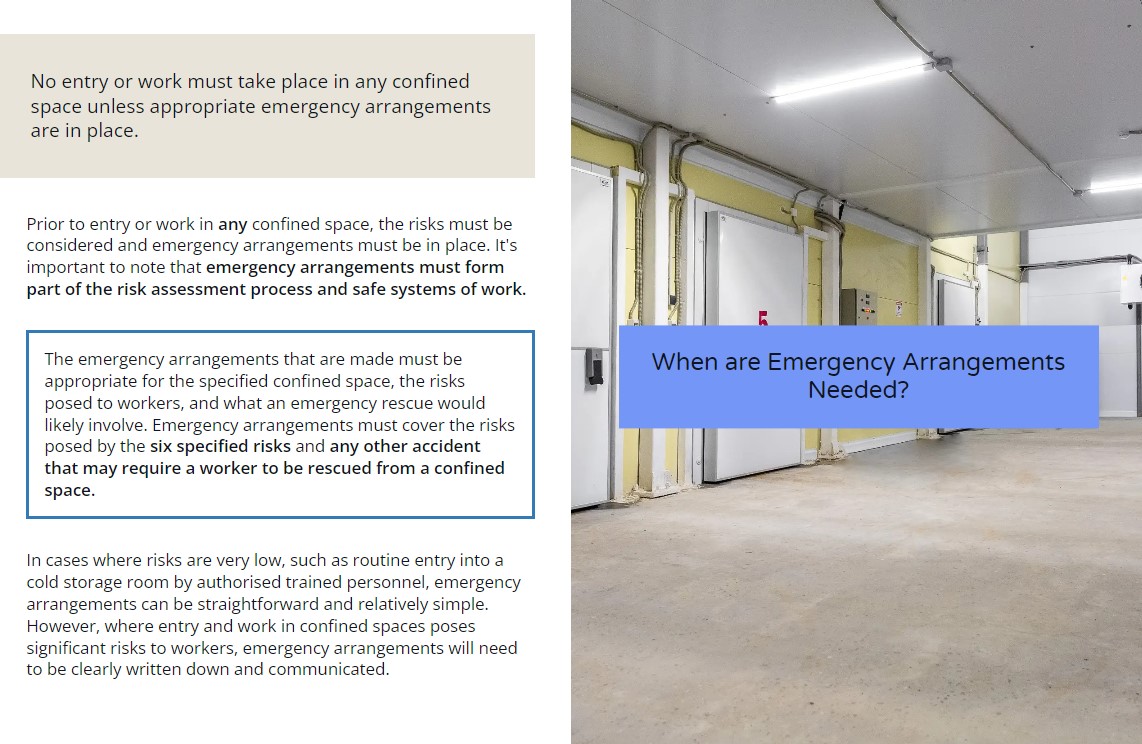 No entry or work must take place in any confined
space unless appropriate emergency arrangements
are in place.
Prior to entry or work in any confined space, the risks must be
considered and emergency arrangements must be in place. It's
important to note that emergency arrangements must form
part of the risk assessment process and safe systems of work.
The emergency arrangements that are made must be
appropriate for the specified confined space, the risks
posed to workers, and what an emergency rescue would
likely involve. Emergency arrangements must cover the risks
posed by the six specified risks and any other accident
that may require a worker to be rescued from a confined
space.
In cases where risks are very low, such as routine entry into a
cold storage room by authorised trained personnel, emergency
arrangements can be straightforward and relatively simple.
However, where entry and work in confined spaces poses
significant risks to workers, emergency arrangements will need
to be clearly written down and communicated.
5
When are Emergency Arrangements
Needed?